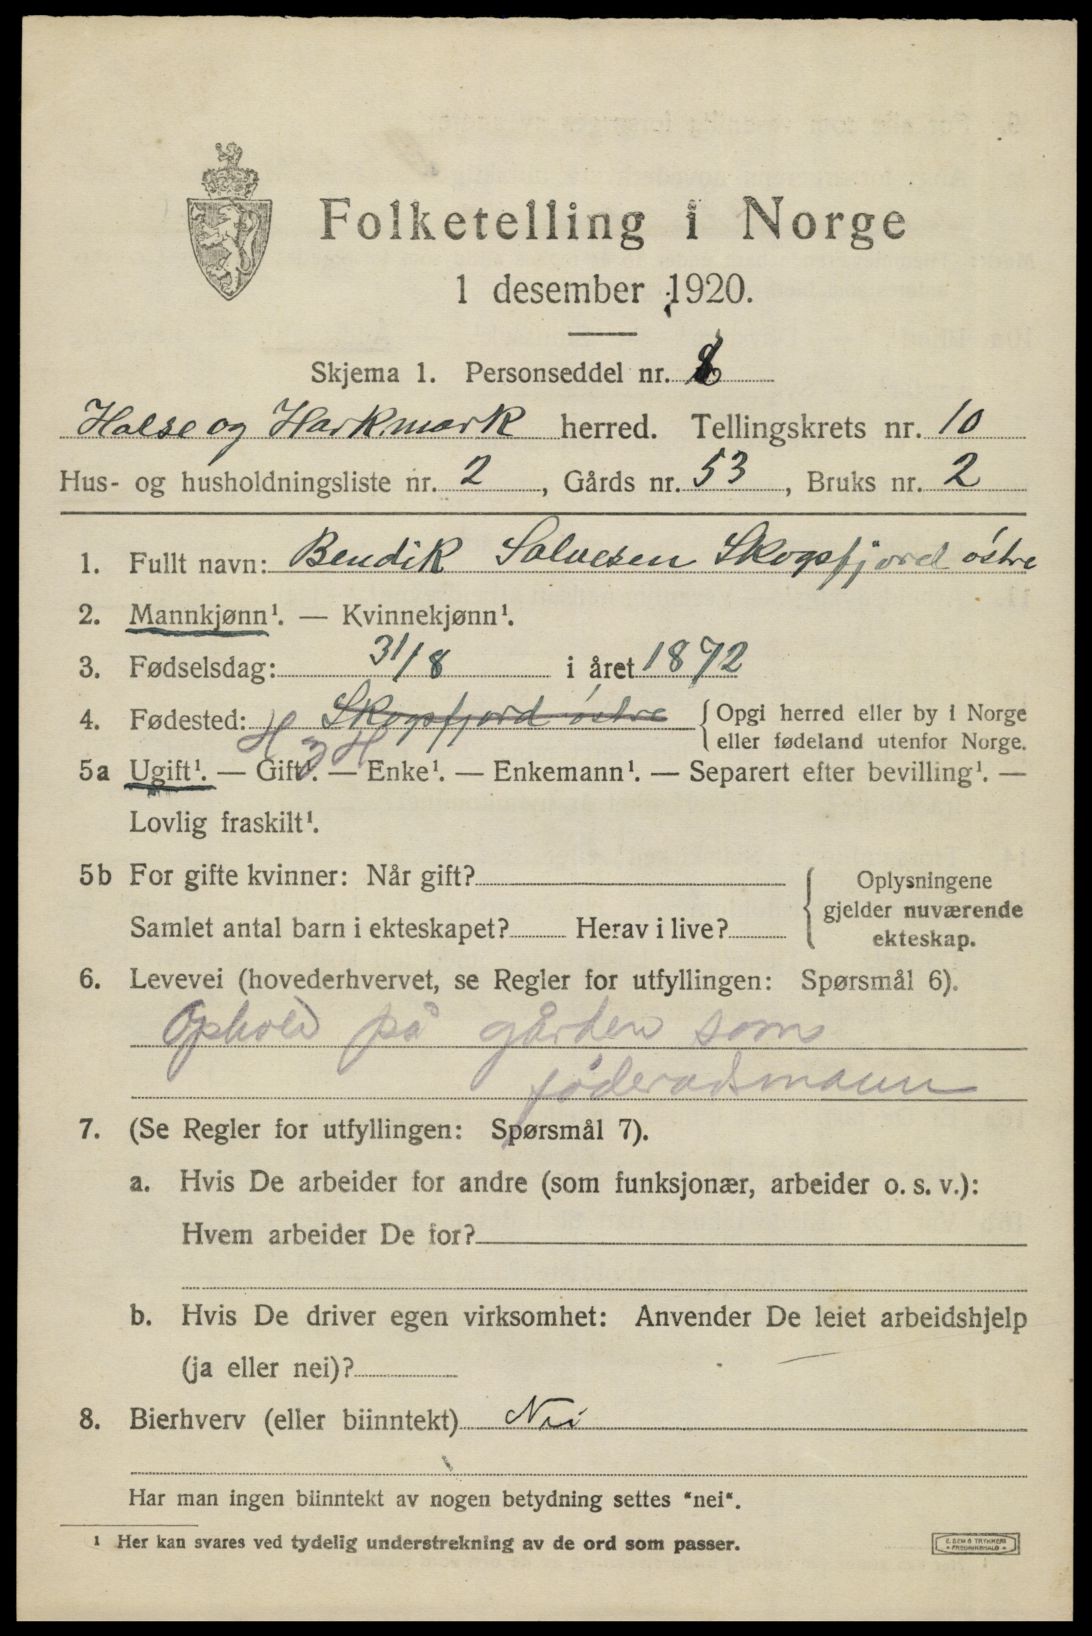 Folketelling i Norge
1 desember 1920.
Skjema 1. Personseddel nr.
Halse og Harkmark herred. Tellingskrets nr. 10
Hus- og husholdningsliste nr. 2, Gårds nr. 53, Bruks nr. 2
1. Fullt navn: Bendik Salvesen Skogsfjord östre
2. Mannkjønn¹. — Kvinnekjønn¹.
3. Fødselsdag: 31/8 i året 1872
4. Fødested: Skogsfjord östre {Opgi herred eller by i Norge
eller fødeland utenfor Norge.
H 3 H
5a Ugift¹. — Gift¹. — Enke¹. — Enkemann¹. — Separert efter bevilling¹. —
Lovlig fraskilt¹.
5b For gifte kvinner: Når gift?
Samlet antal barn i ekteskapet? Herav i live?
Oplysningene
gjelder nuværende
ekteskap.
6. Levevei (hovederhvervet, se Regler for utfyllingen: Spørsmål 6).
Ophold på gården som
föderadsmann
7. (Se Regler for utfyllingen: Spørsmål 7).
a. Hvis De arbeider for andre (som funksjonær, arbeider o. s. v.):
Hvem arbeider De for?
b. Hvis De driver egen virksomhet: Anvender De leiet arbeidshjelp
(ja eller nei)?
8. Bierhverv (eller biinntekt) Nei
Har man ingen biinntekt av nogen betydning settes "nei".
¹ Her kan svares ved tydelig understrekning av de ord som passer.